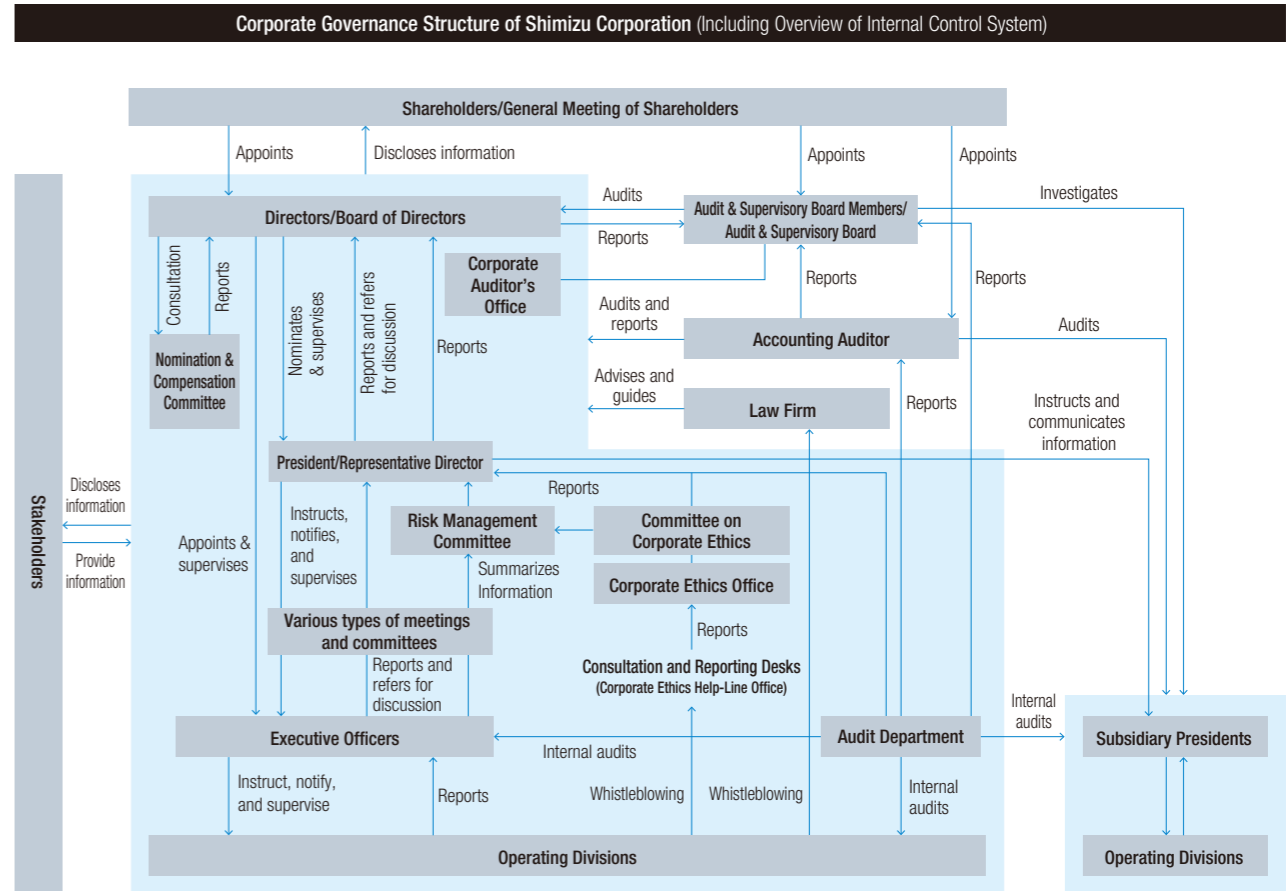 Corporate Governance Structure of Shimizu Corporation (Including Overview of Internal Control System)
Shareholders/General Meeting of Shareholders
Appoints
Discloses information
Appoints
Appoints
Stakeholders
Directors/Board of Directors
Audits
Reports
Audit & Supervisory Board Members/
Audit & Supervisory Board
Investigates
Consultation
Reports
Nominates
& supervises
Reports and refers
for discussion
Reports
Corporate
Auditor's
Office
Reports
Reports
Audits and
reports
Accounting Auditor
Audits
Nomination &
Compensation
Committee
Advises and
guides
Law Firm
Reports
Instructs and
communicates
information
President/Representative Director
Discloses
information
Provide
information
Appoints &
supervises
Instructs,
notifies,
and
supervises
Reports
Risk Management
Committee
Committee on
Corporate Ethics
Summarizes
Information
Corporate Ethics Office
Various types of meetings
and committees
Reports
Reports and
refers for
discussion
Consultation and Reporting Desks
(Corporate Ethics Help-Line Office)
Executive Officers
Internal audits
Audit Department
Internal
audits
Subsidiary Presidents
Instruct, notify,
and supervise
Reports
Whistleblowing
Whistleblowing
Internal
audits
Operating Divisions
Operating Divisions